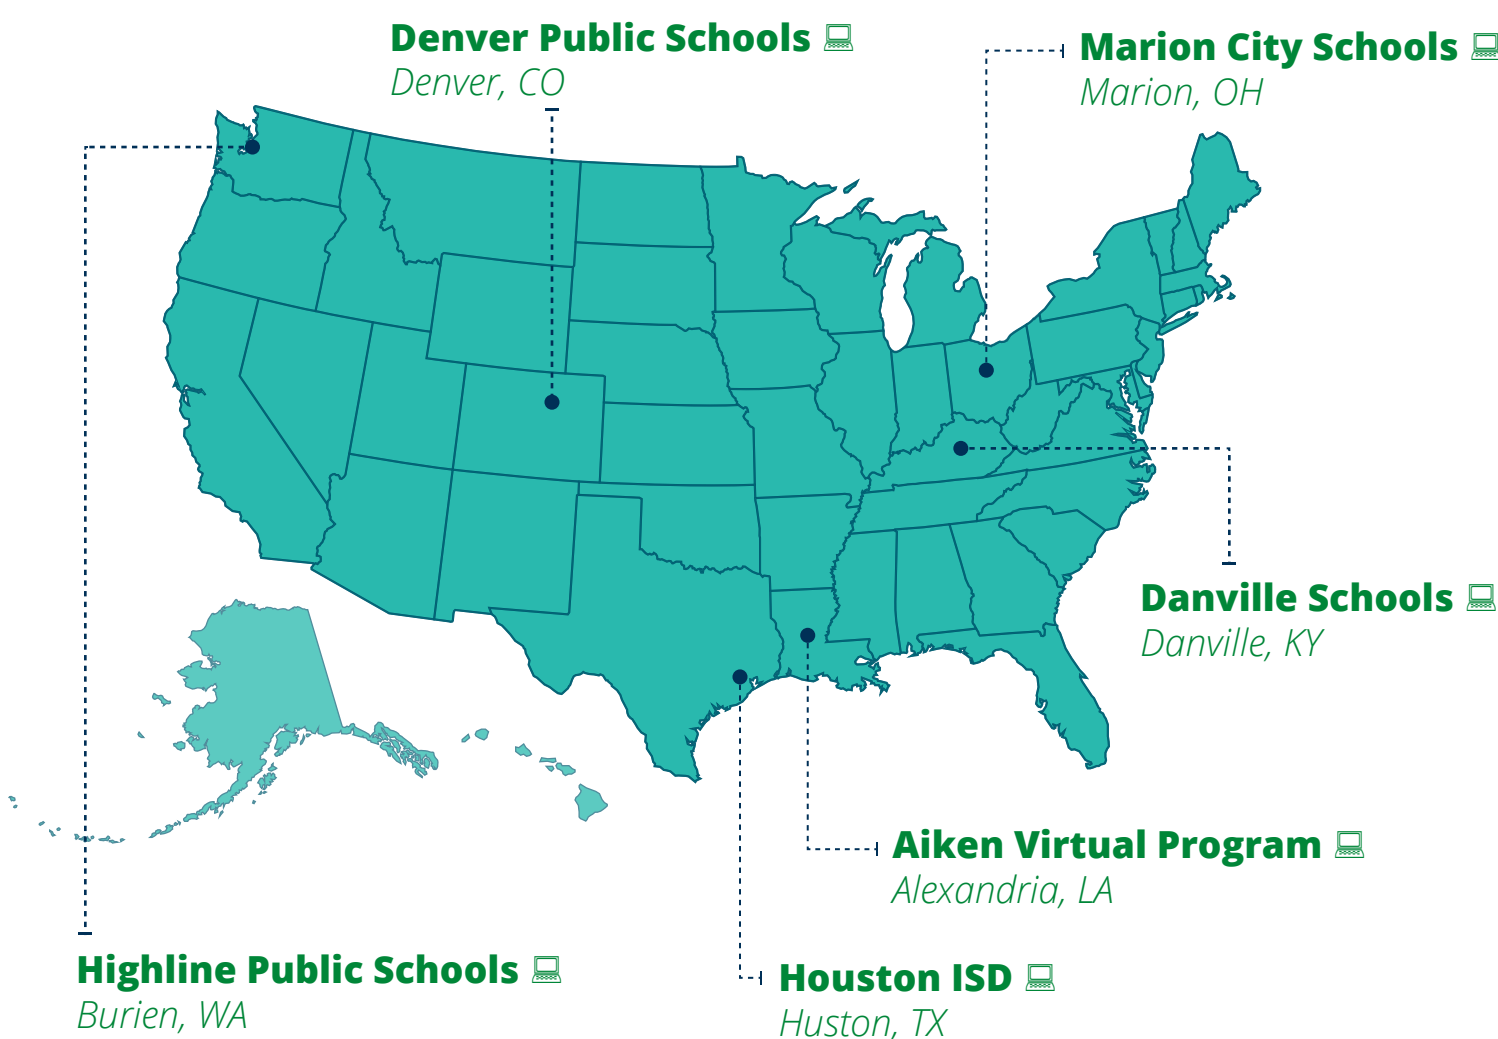 Denver Public Schools
Denver, CO
Marion City Schools
Marion, OH
Danville Schools
Danville, KY
Aiken Virtual Program
Alexandria, LA
Highline Public Schools
Burien, WA
Houston ISD
Huston, TX